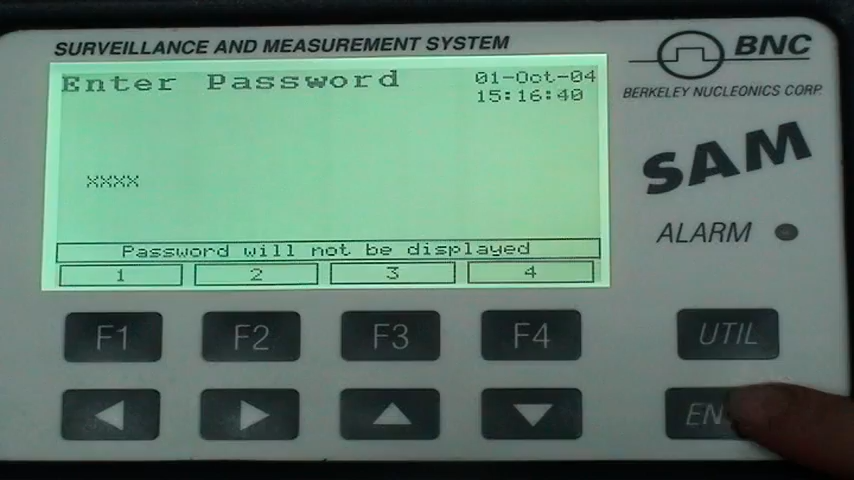 SURVEILLANCE AND MEASUREMENT SYSTEM
BNC
BERKELEY NUCLEONICS CORP.
Enter Password
01-Oct-04
15:16:40
SAM
xxxx
ALARM
Password will not be displayed
1 2 3 4
F1 F2 F3 F4 UTIL